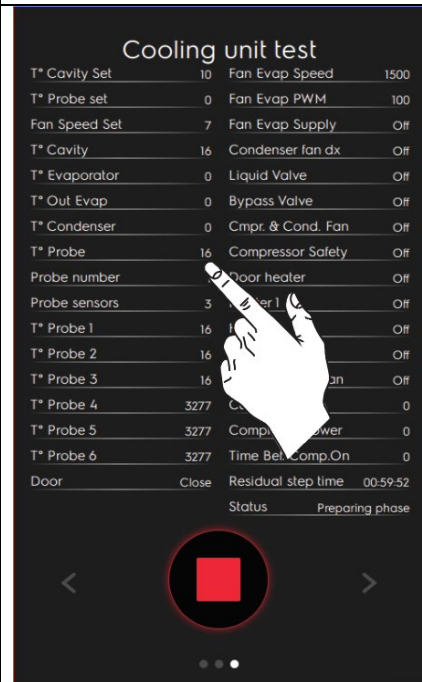 Cooling unit test
T° Cavity Set 10
T° Probe set 0
Fan Speed Set 7
T° Cavity 16
T° Evaporator 0
T° Out Evap 0
T° Condenser 0
T° Probe 16
Probe number
Probe sensors 3
T° Probe 1 16
T° Probe 2 16
T° Probe 3 16
T° Probe 4 3277
T° Probe 5 3277
T° Probe 6 3277
Door Close
Fan Evap Speed 1500
Fan Evap PWM 100
Fan Evap Supply Off
Condenser fan dx Off
Liquid Valve Off
Bypass Valve Off
Cmpr. & Cond. Fan Off
Compressor Safety Off
Door heater Off
1 Off
Off
Off
Off
0
0
Time Bel. Comp.On 0
Residual step time 00:59:52
Status Preparing phase